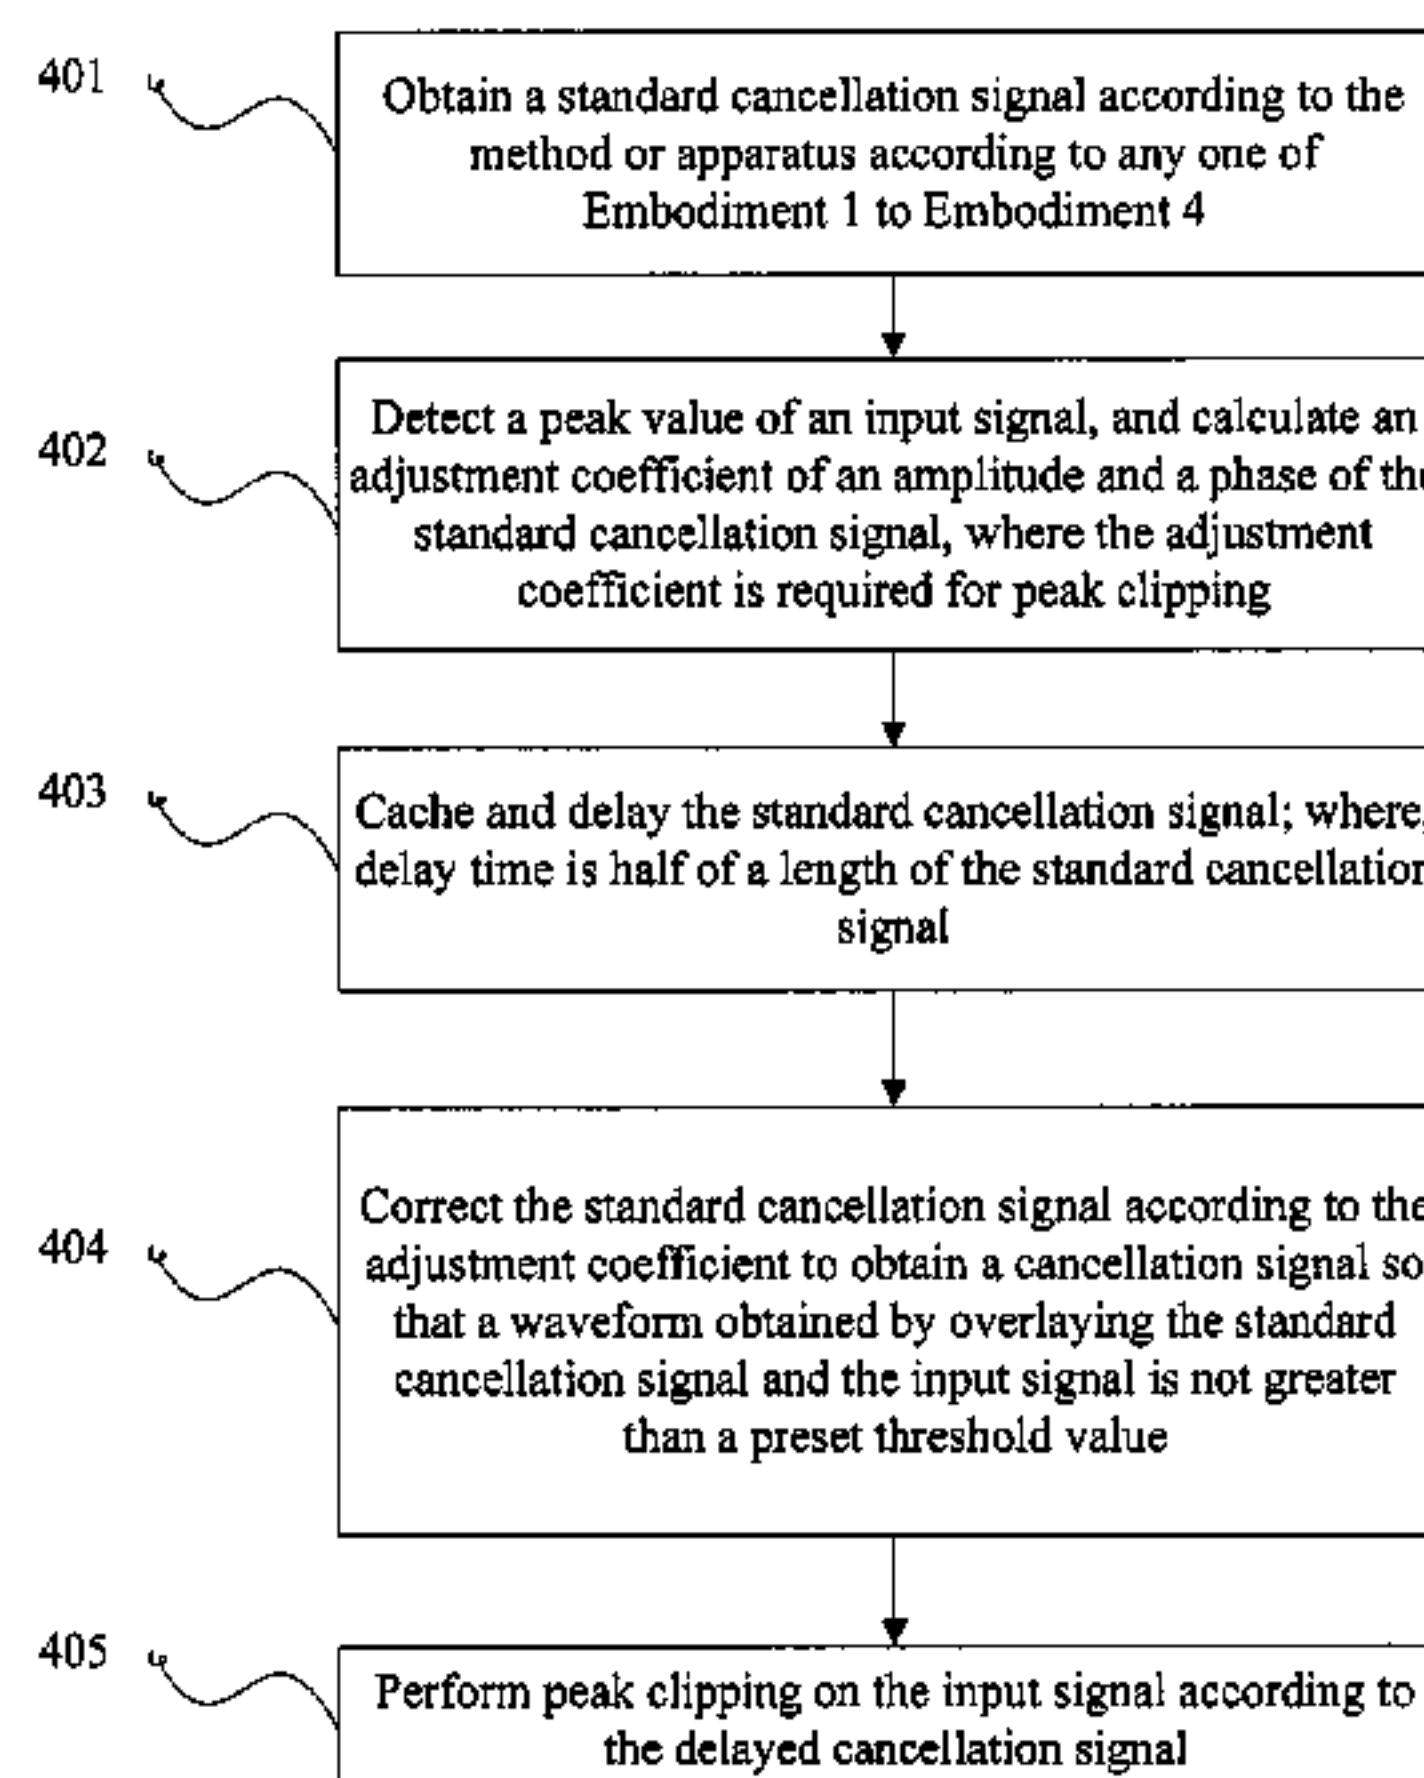 401
Obtain a standard cancellation signal according to the
method or apparatus according to any one of
Embodiment 1 to Embodiment 4
402
Detect a peak value of an input signal, and calculate an
adjustment coefficient of an amplitude and a phase of the
standard cancellation signal, where the adjustment
coefficient is required for peak clipping
403
Cache and delay the standard cancellation signal; where,
delay time is half of a length of the standard cancellation
signal
404
Correct the standard cancellation signal according to the
adjustment coefficient to obtain a cancellation signal so
that a waveform obtained by overlaying the standard
cancellation signal and the input signal is not greater
than a preset threshold value
405
Perform peak clipping on the input signal according to
the delayed cancellation signal